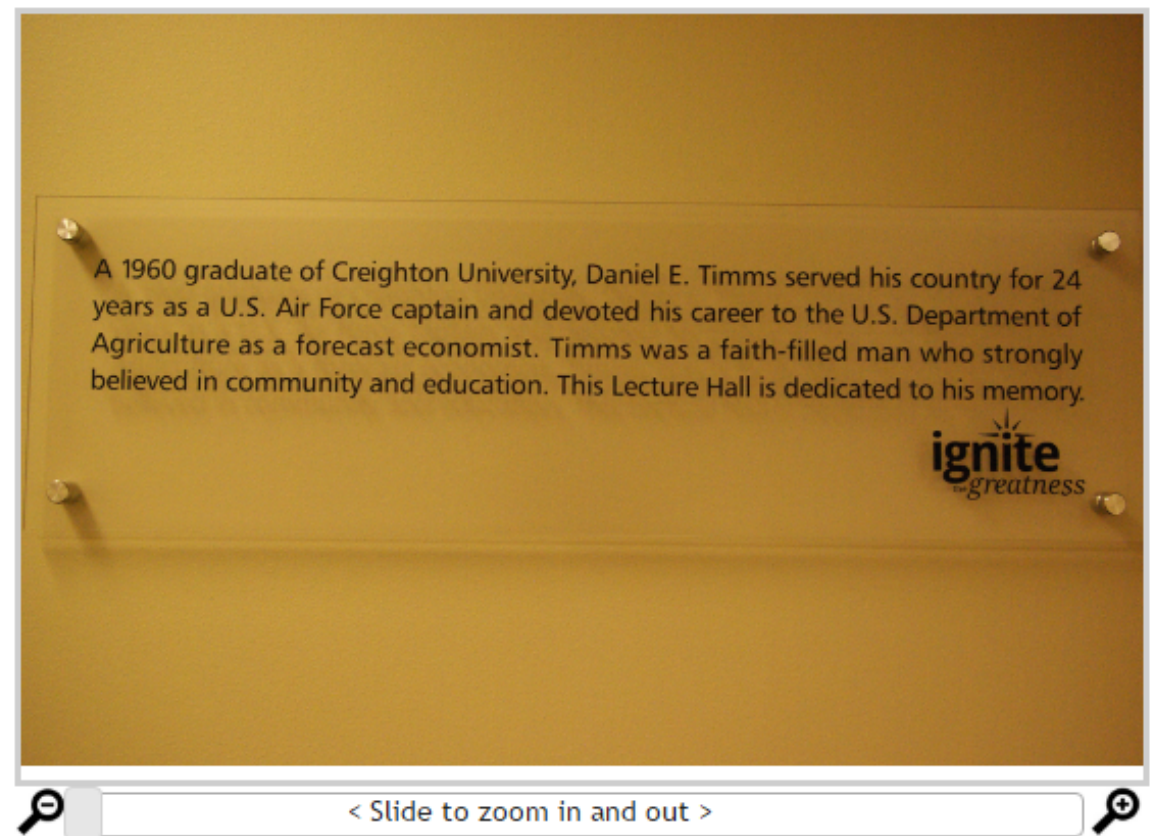 A 1960 graduate of Creighton University, Daniel E. Timms served his country for 24
years as a U.S. Air Force captain and devoted his career to the U.S. Department of
Agriculture as a forecast economist. Timms was a faith-filled man who strongly
believed in community and education. This Lecture Hall is dedicated to his memory.
ignite
the greatness
< Slide to zoom in and out >